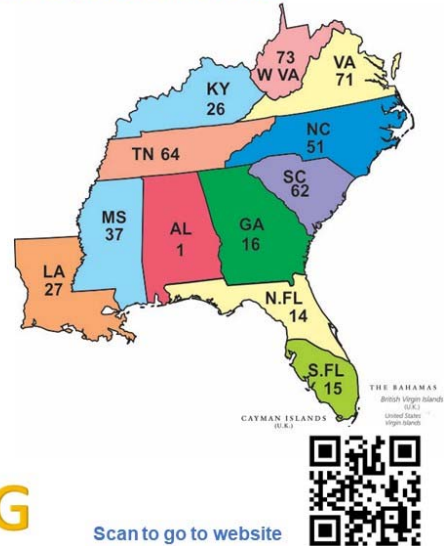 73
W VA
VA
71
KY
26
NC
51
TN 64
SC
62
MS
37
AL
1
GA
16
LA
27
N.FL
14
S.FL
15
THE BAHAMAS
British Virgin Islands
(U.K.)
United States
Virgin Islands
CAYMAN ISLANDS
(U.K.)
G
Scan to go to website